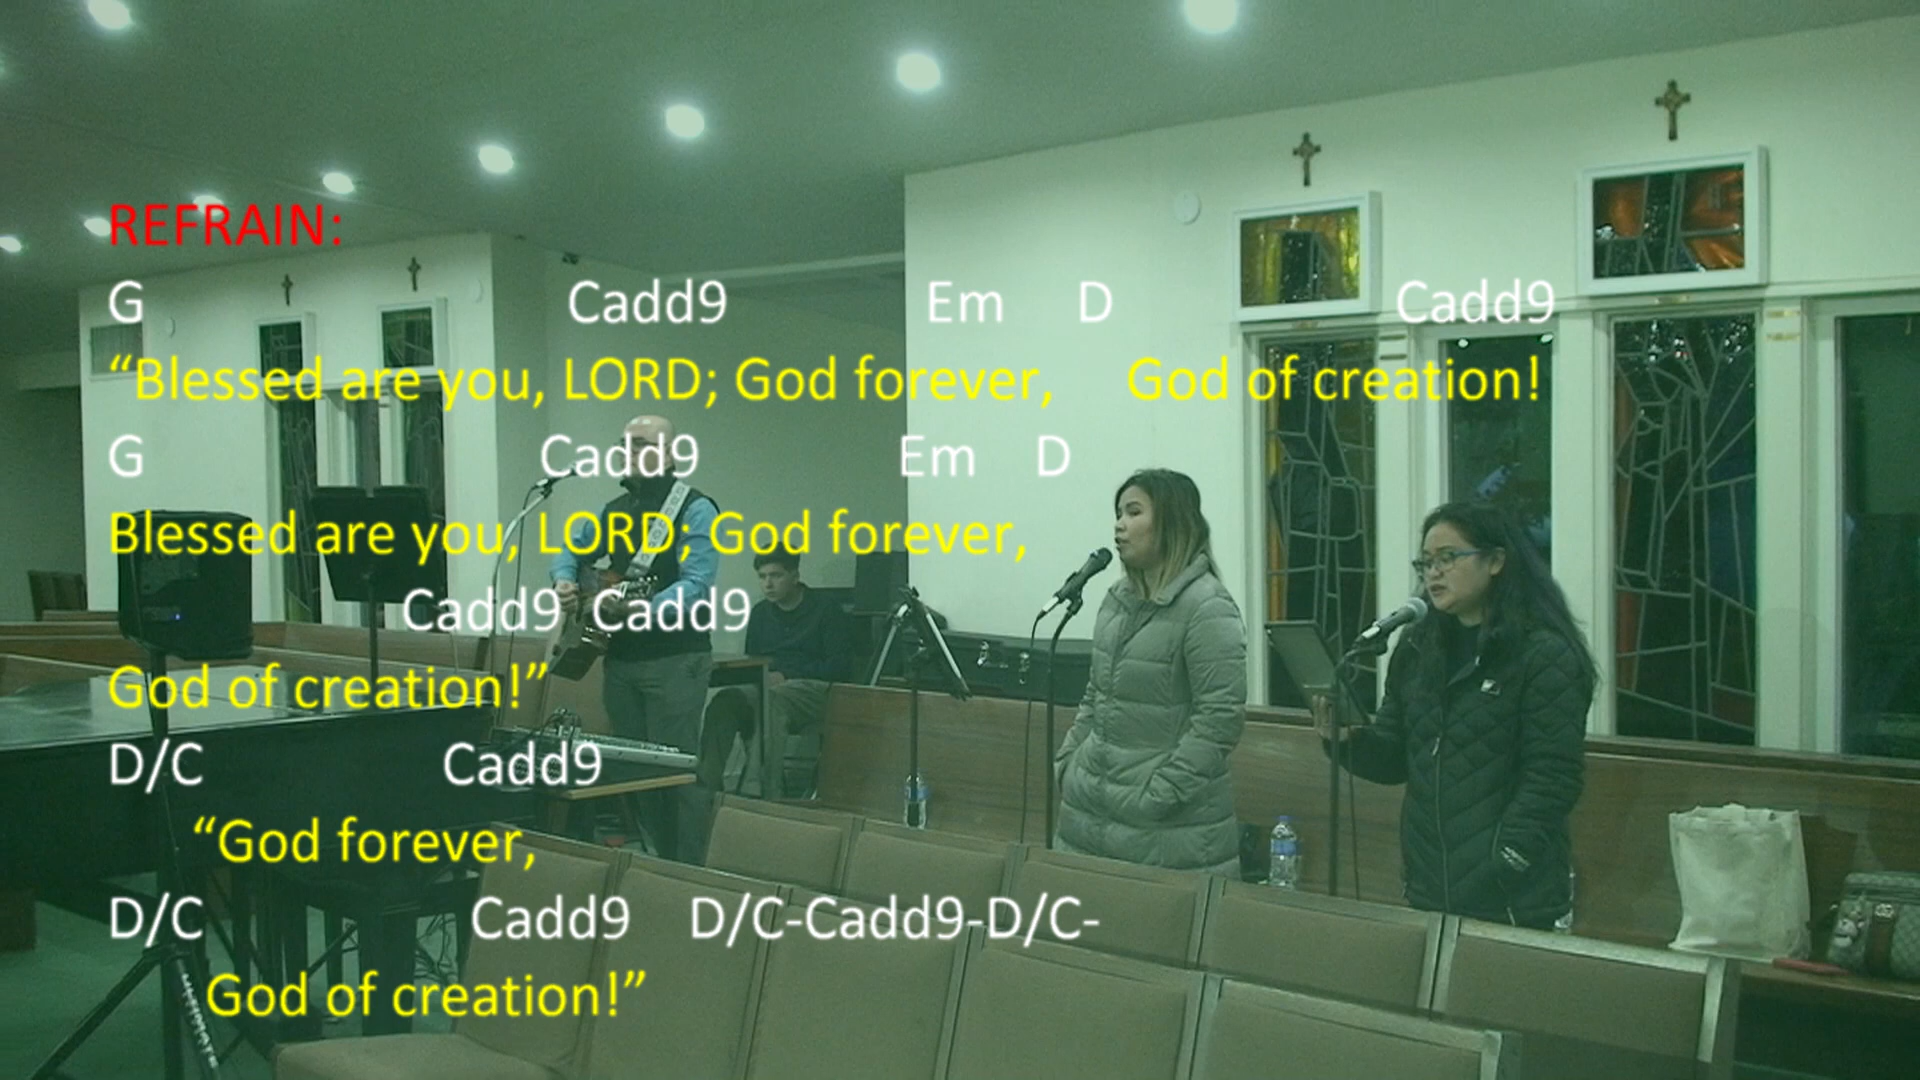 REFRAIN:
G Cadd9 Em D Cadd9
“Blessed are you, LORD; God forever, God of creation!
G Cadd9 Em D
Blessed are you, LORD; God forever,
Cadd9 Cadd9
God of creation!”
D/C Cadd9
“God forever,
D/C Cadd9 D/C-Cadd9-D/C-
God of creation!”